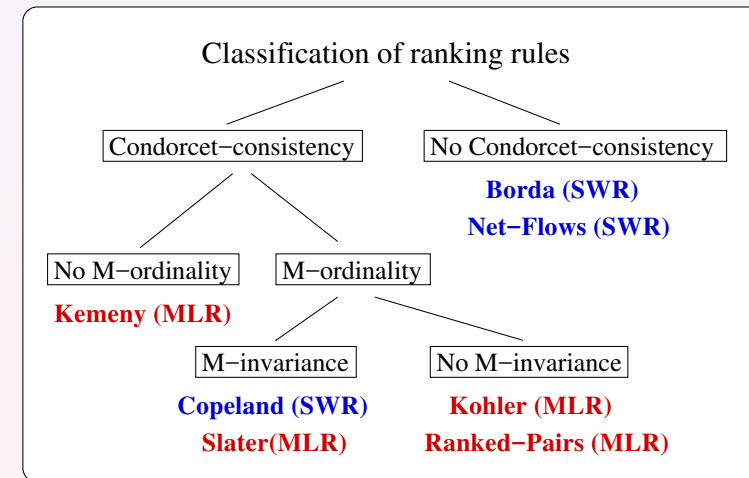 Classification of ranking rules
Condorcet−consistency
No Condorcet−consistency
Borda (SWR)
Net−Flows (SWR)
No M−ordinality
M−ordinality
Kemeny (MLR)
M−invariance
No M−invariance
Copeland (SWR)
Kohler (MLR)
Slater(MLR)
Ranked−Pairs (MLR)